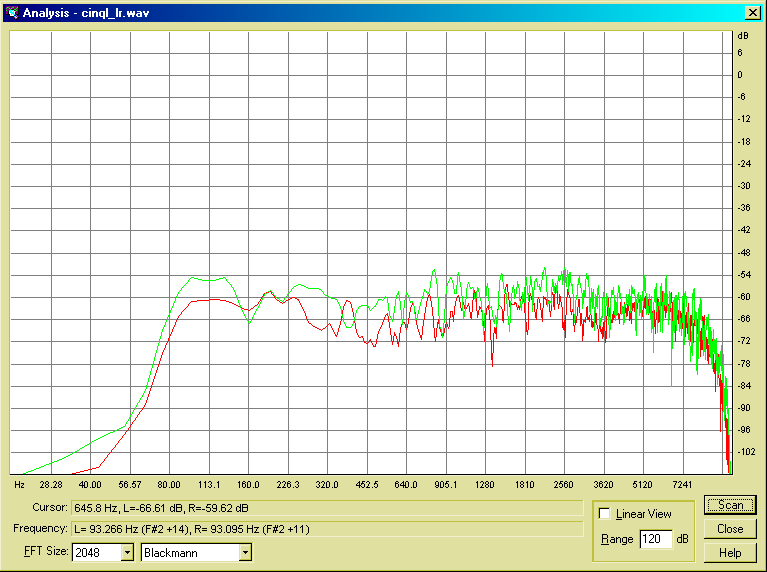 Analysis - cinql_lr.wav
dB
6
0
-6
-12
-18
-24
-30
-36
-42
-48
-54
-60
-66
-72
-78
-84
-90
-96
-102
Hz 28.28 40.00 56.57 80.00 113.1 160.0 226.3 320.0 452.5 640.0 905.1 1280 1810 2560 3620 5120 7241
Cursor: 645.8 Hz, L=-66.61 dB, R=-59.62 dB
Frequency: L= 93.266 Hz (F#2 +14), R= 93.095 Hz (F#2 +11)
FFT Size: 2048 Blackmann
Linear View
Range 120 dB
Scan
Close
Help